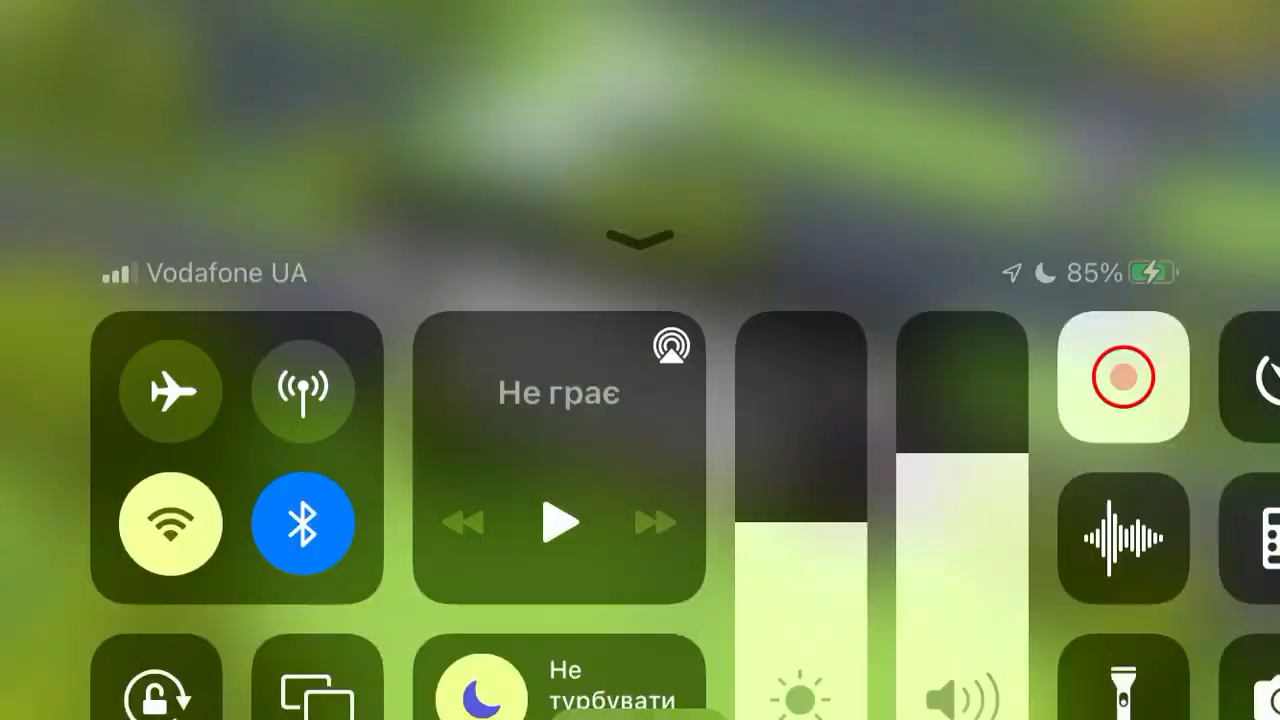 Vodafone UA
85%
Не грає
Не
турбувати